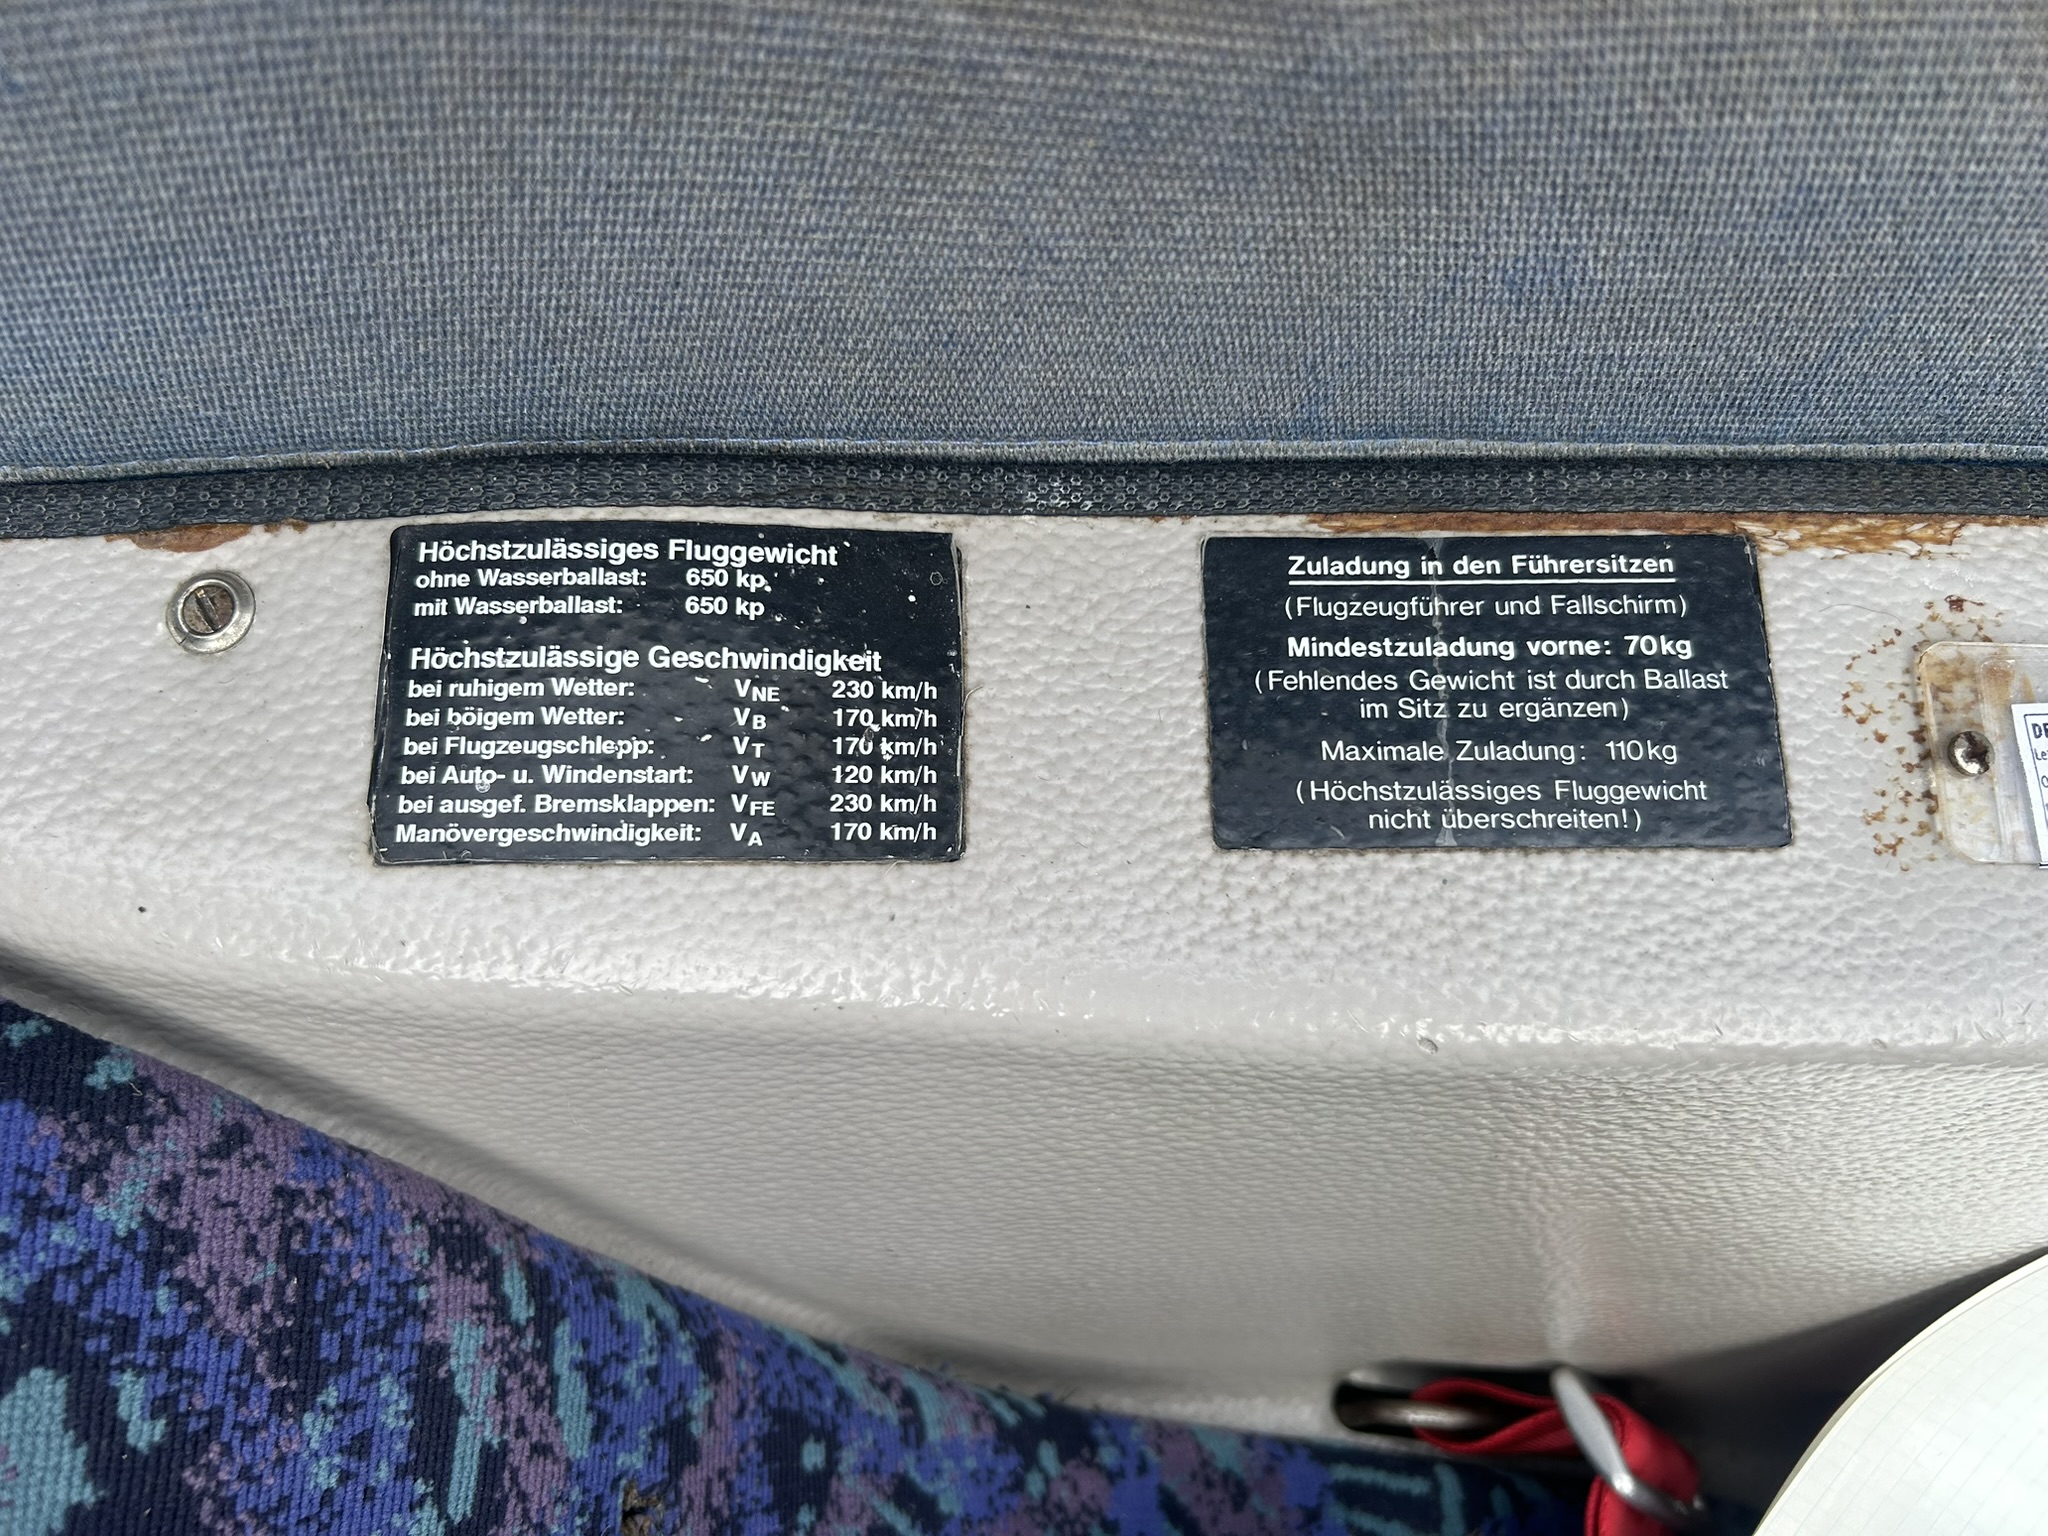 Höchstzulässiges Fluggewicht
ohne Wasserballast: 650 kp
mit Wasserballast: 650 kp
Höchstzulässige Geschwindigkeit
bei ruhigem Wetter: VNE 230 km/h
bei böigem Wetter: VB 170 km/h
bei Flugzeugschlepp: VT 170 km/h
bei Auto- u. Windenstart: VW 120 km/h
bei ausgef. Bremsklappen: VFE 230 km/h
Manövergeschwindigkeit: VA 170 km/h
Zuladung in den Führersitzen
(Flugzeugführer und Fallschirm)
Mindestzuladung vorne: 70kg
(Fehlendes Gewicht ist durch Ballast
im Sitz zu ergänzen)
Maximale Zuladung: 110kg
(Höchstzulässiges Fluggewicht
nicht überschreiten!)